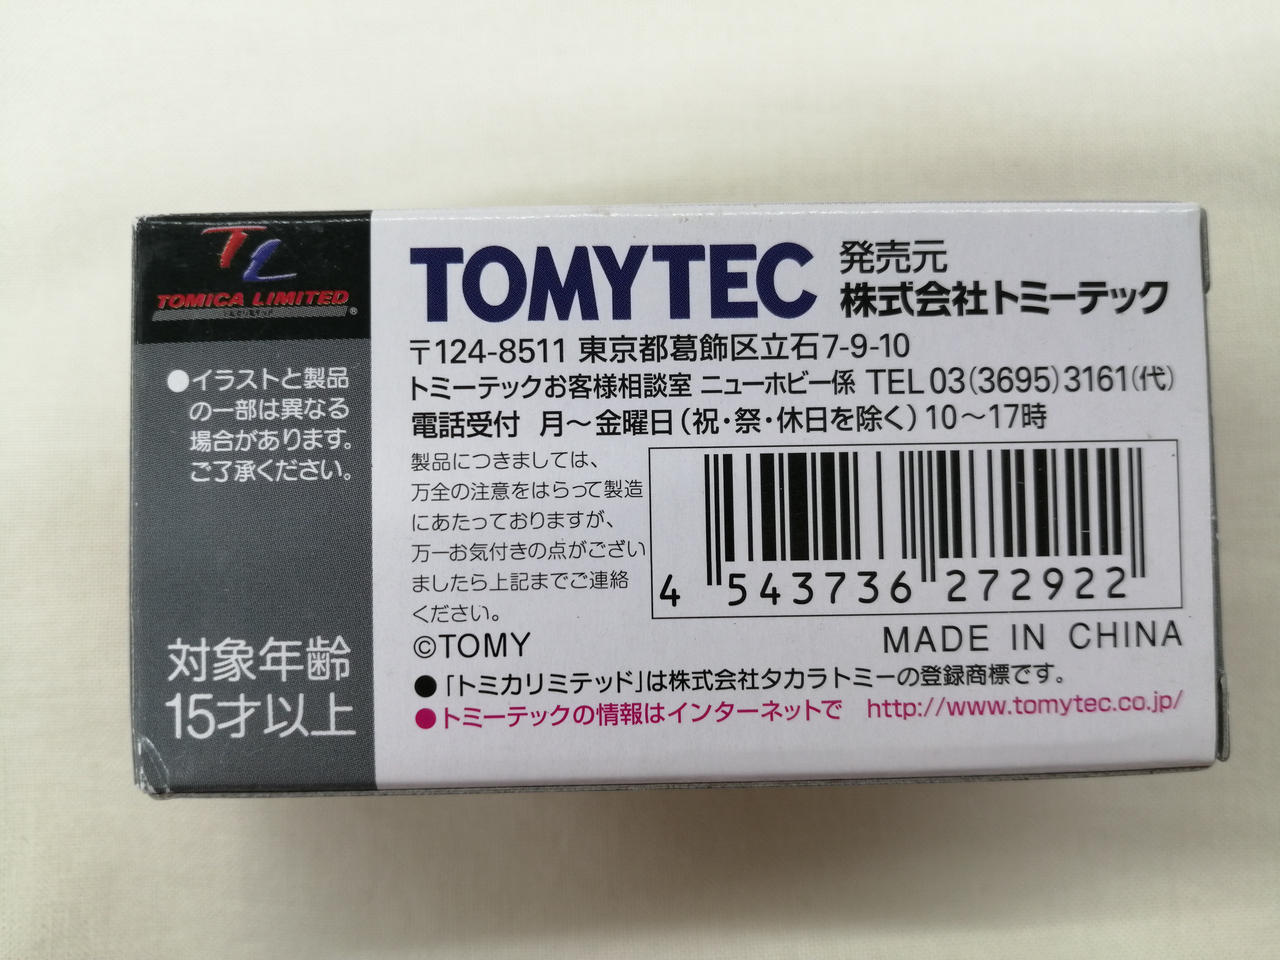 TL
TOMICA LIMITED
トミカリミテッド ®
●イラストと製品
の一部は異なる
場合があります。
ご了承ください。
対象年齢
15才以上
TOMYTEC
発売元
株式会社トミーテック
〒124-8511 東京都葛飾区立石7-9-10
トミーテックお客様相談室 ニューホビー係 TEL 03(3695)3161(代)
電話受付 月～金曜日(祝・祭・休日を除く)10～17時
製品につきましては、
万全の注意をはらって製造
にあたっておりますが、
万一お気付きの点がござい
ましたら上記までご連絡
ください。
4 543736 272922
©TOMY
MADE IN CHINA
●「トミカリミテッド」は株式会社タカラトミーの登録商標です。
●トミーテックの情報はインターネットで http://www.tomytec.co.jp/